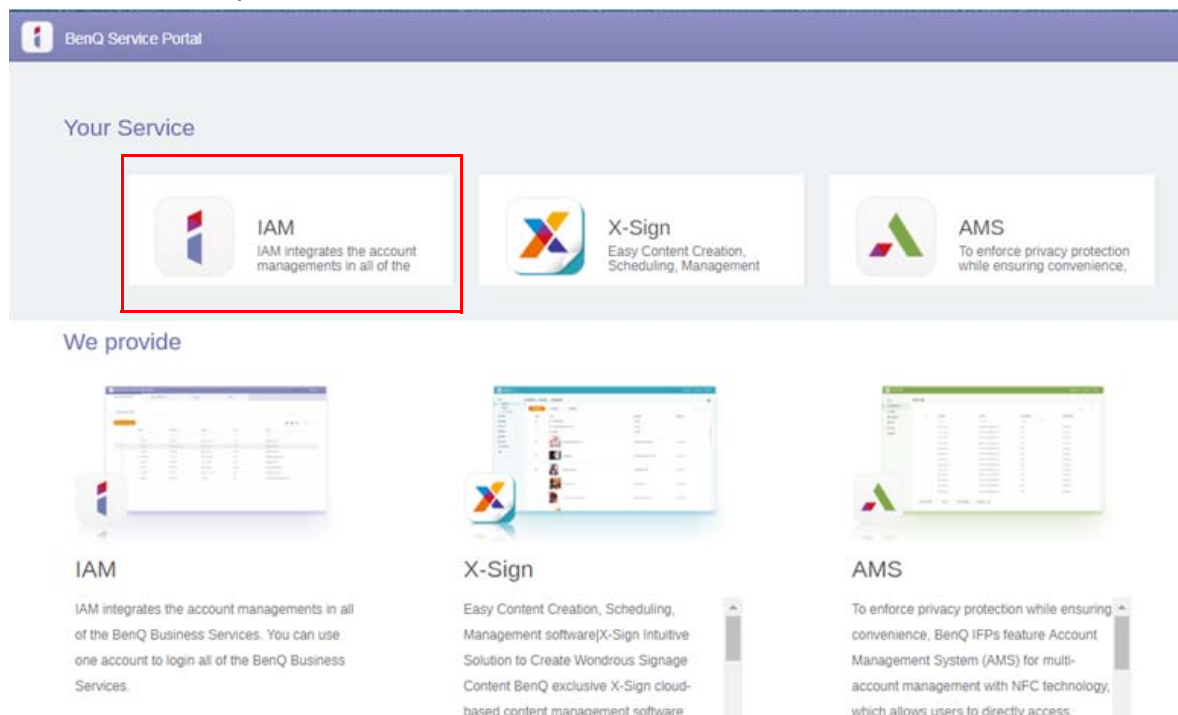 BenQ Service Portal
Your Service
IAM
IAM integrates the account
managements in all of the
X-Sign
Easy Content Creation,
Scheduling, Management
AMS
To enforce privacy protection
while ensuring convenience,
We provide
IAM
IAM integrates the account managements in all
of the BenQ Business Services. You can use
one account to login all of the BenQ Business
Services.
X-Sign
Easy Content Creation, Scheduling,
Management software|X-Sign Intuitive
Solution to Create Wondrous Signage
Content BenQ exclusive X-Sign cloud-
based content management software
AMS
To enforce privacy protection while ensuring
convenience, BenQ IFPs feature Account
Management System (AMS) for multi-
account management with NFC technology,
which allows users to directly access